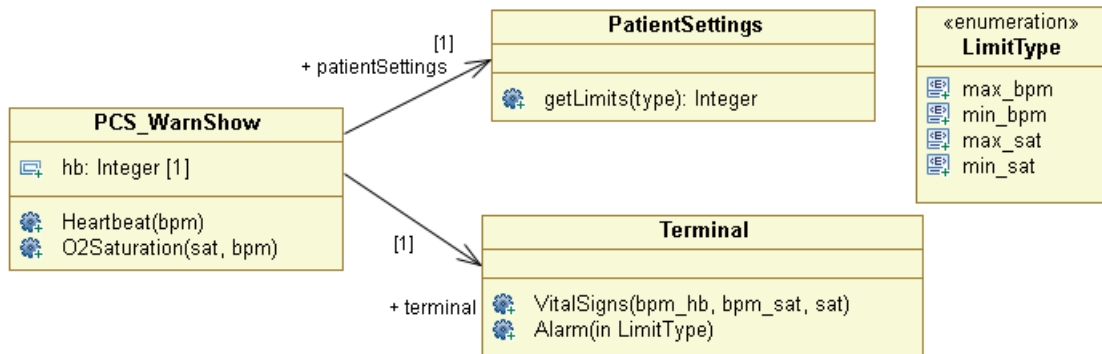 PatientSettings
getLimits(type): Integer
[1]
+ patientSettings
«enumeration»
LimitType
max_bpm
min_bpm
max_sat
min_sat
PCS_WarnShow
hb: Integer [1]
Heartbeat(bpm)
O2Saturation(sat, bpm)
[1]
+ terminal
Terminal
VitalSigns(bpm_hb, bpm_sat, sat)
Alarm(in LimitType)